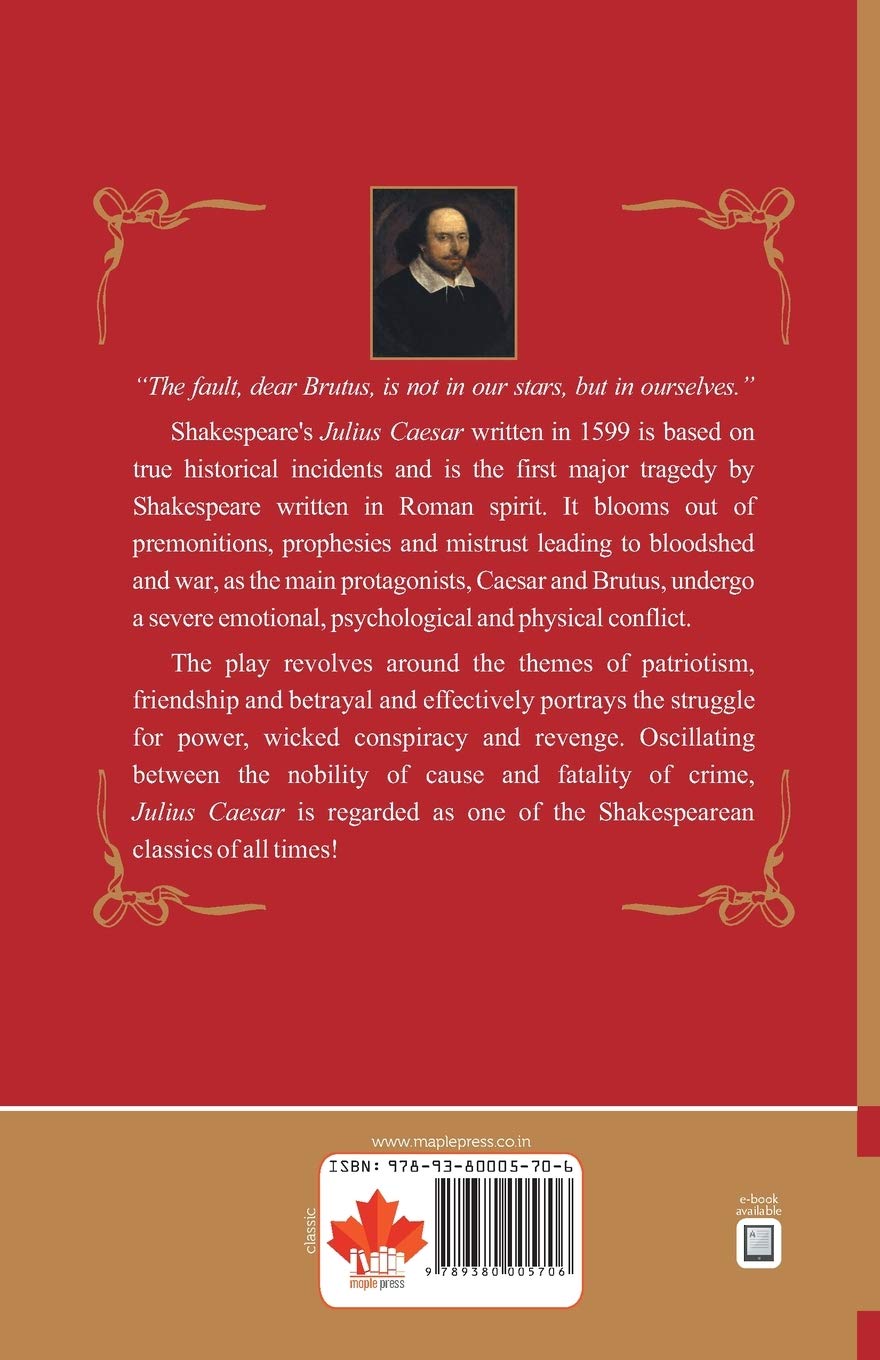 “The fault, dear Brutus, is not in our stars, but in ourselves.”
Shakespeare's Julius Caesar written in 1599 is based on
true historical incidents and is the first major tragedy by
Shakespeare written in Roman spirit. It blooms out of
premonitions, prophesies and mistrust leading to bloodshed
and war, as the main protagonists, Caesar and Brutus, undergo
a severe emotional, psychological and physical conflict.
The play revolves around the themes of patriotism,
friendship and betrayal and effectively portrays the struggle
for power, wicked conspiracy and revenge. Oscillating
between the nobility of cause and fatality of crime,
Julius Caesar is regarded as one of the Shakespearean
classics of all times!
www.maplepress.co.in
ISBN: 978-93-80005-70-6
classic
maple press
9 789380 005706
e-book
available
A